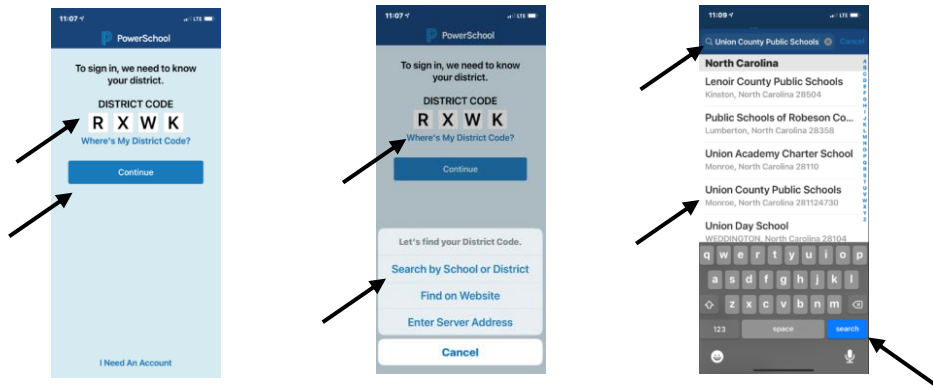 11:07
LTE
PowerSchool
To sign in, we need to know
your district.
DISTRICT CODE
R X W K
Where's My District Code?
Continue
I Need An Account
11:07
LTE
PowerSchool
To sign in, we need to know
your district.
DISTRICT CODE
R X W K
Where's My District Code?
Continue
Let's find your District Code.
Search by School or District
Find on Website
Enter Server Address
Cancel
11:09
LTE
Union County Public Schools Cancel
North Carolina
Lenoir County Public Schools
Kinston, North Carolina 28504
Public Schools of Robeson Co...
Lumberton, North Carolina 28358
Union Academy Charter School
Monroe, North Carolina 28110
Union County Public Schools
Monroe, North Carolina 281124730
Union Day School
WEDDINGTON, North Carolina 28104
A
B
C
D
E
F
G
H
I
J
K
L
M
N
O
P
Q
R
S
T
U
V
W
X
Y
Z
q w e r t y u i o p
a s d f g h j k l
z x c v b n m
123 space search